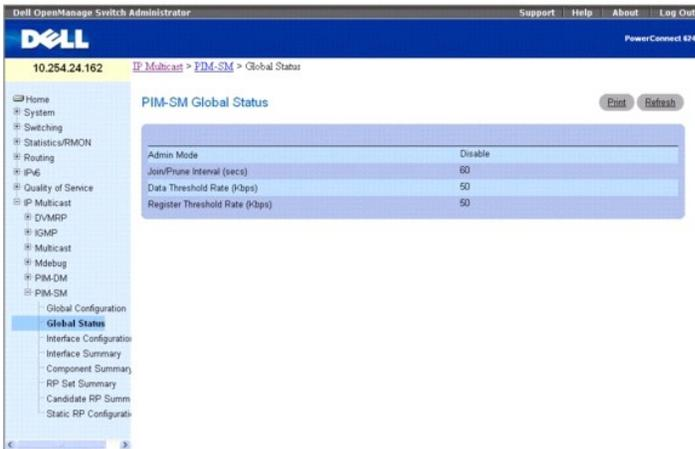 Dell OpenManage Switch Administrator
Support Help About Log Out
DELL
PowerConnect 624
10.254.24.162
IP Multicast > PIM-SM > Global Status
Home
System
Switching
Statistics/RMON
Routing
IPv6
Quality of Service
IP Multicast
DVMRP
IGMP
Multicast
Mdebug
PIM-DM
PIM-SM
Global Configuration
Global Status
Interface Configuration
Interface Summary
Component Summary
RP Set Summary
Candidate RP Summ
Static RP Configurati
PIM-SM Global Status
Print Refresh
Admin Mode Disable
Join/Prune Interval (secs) 60
Data Threshold Rate (Kbps) 50
Register Threshold Rate (Kbps) 50